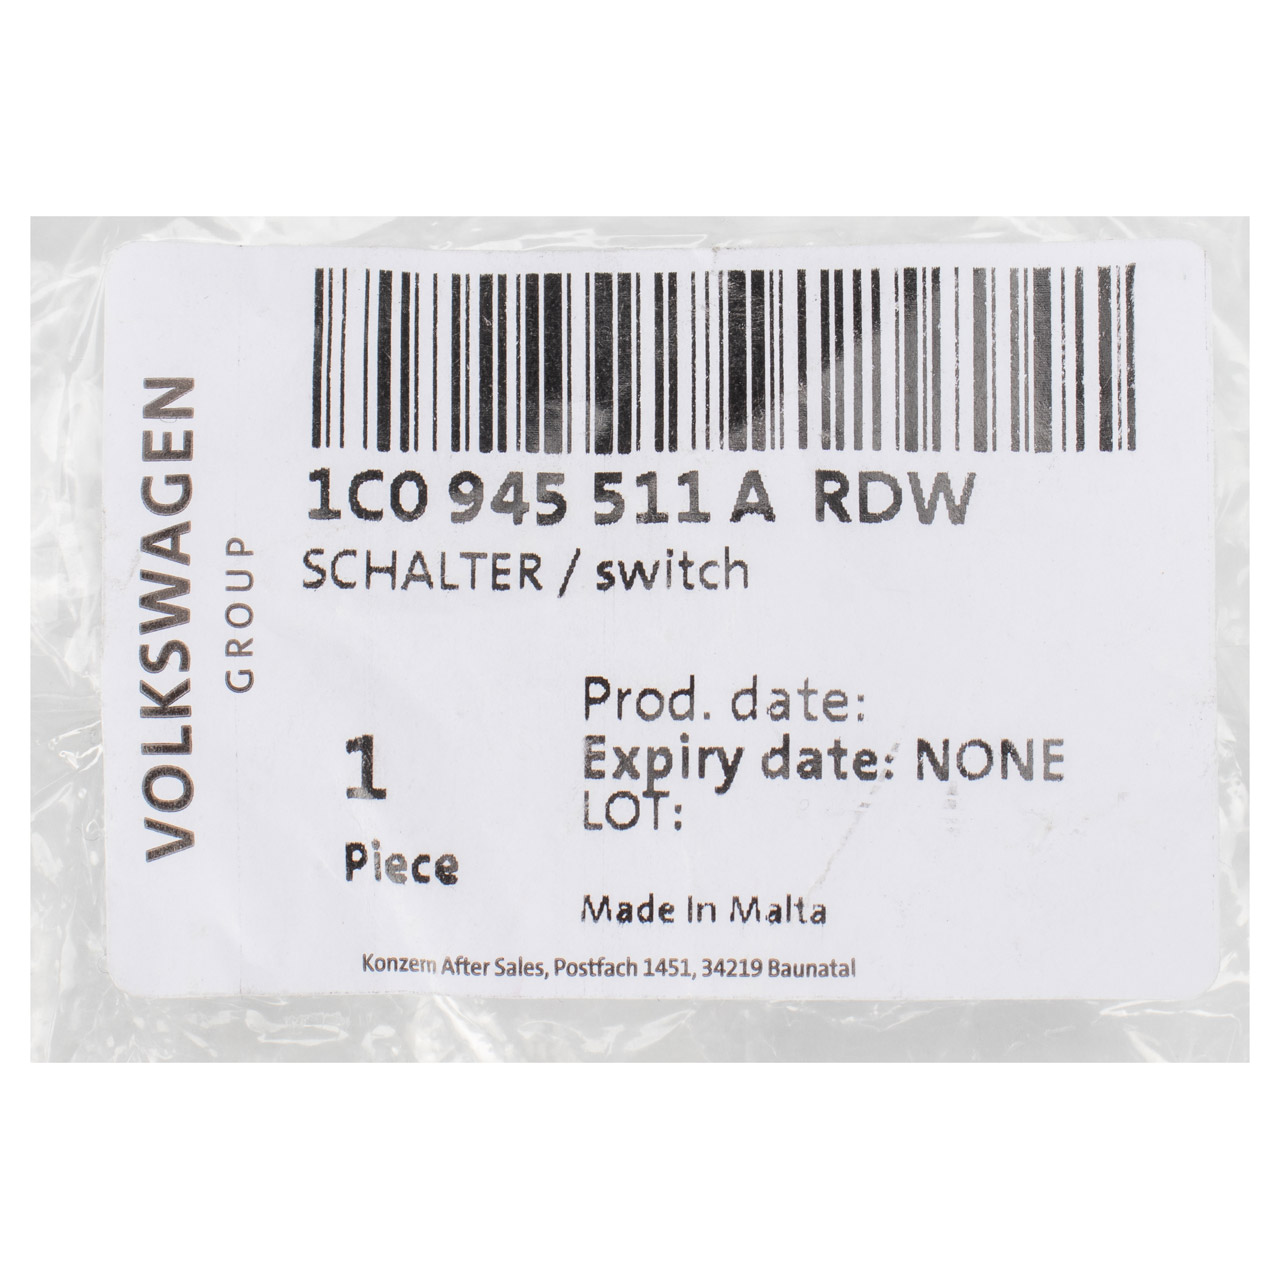 VOLKSWAGEN
GROUP
1C0 945 511 A RDW
SCHALTER / switch
Prod. date:
Expiry date: NONE
LOT:
1
Piece
Made In Malta
Konzern After Sales, Postfach 1451, 34219 Baunatal